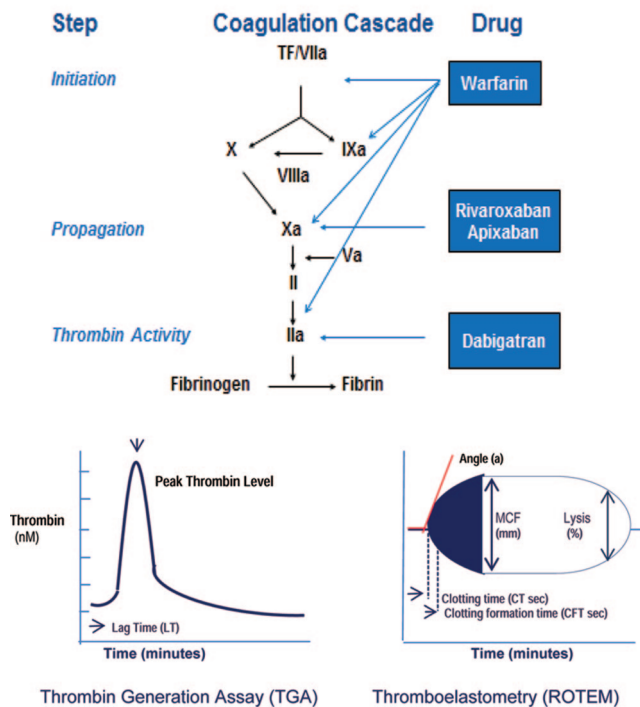 Step
Coagulation Cascade
Drug
TF/VIIa
Initiation
Warfarin
X
IXa
VIIIa
Propagation
Xa
Rivaroxaban
Apixaban
Va
II
Thrombin Activity
IIa
Dabigatran
Fibrinogen
Fibrin
Peak Thrombin Level
Thrombin
(nM)
Lag Time (LT)
Time (minutes)
Thrombin Generation Assay (TGA)
Angle (a)
MCF
(mm)
Lysis
(%)
Clotting time (CT sec)
Clotting formation time (CFT sec)
Time (minutes)
Thromboelastometry (ROTEM)